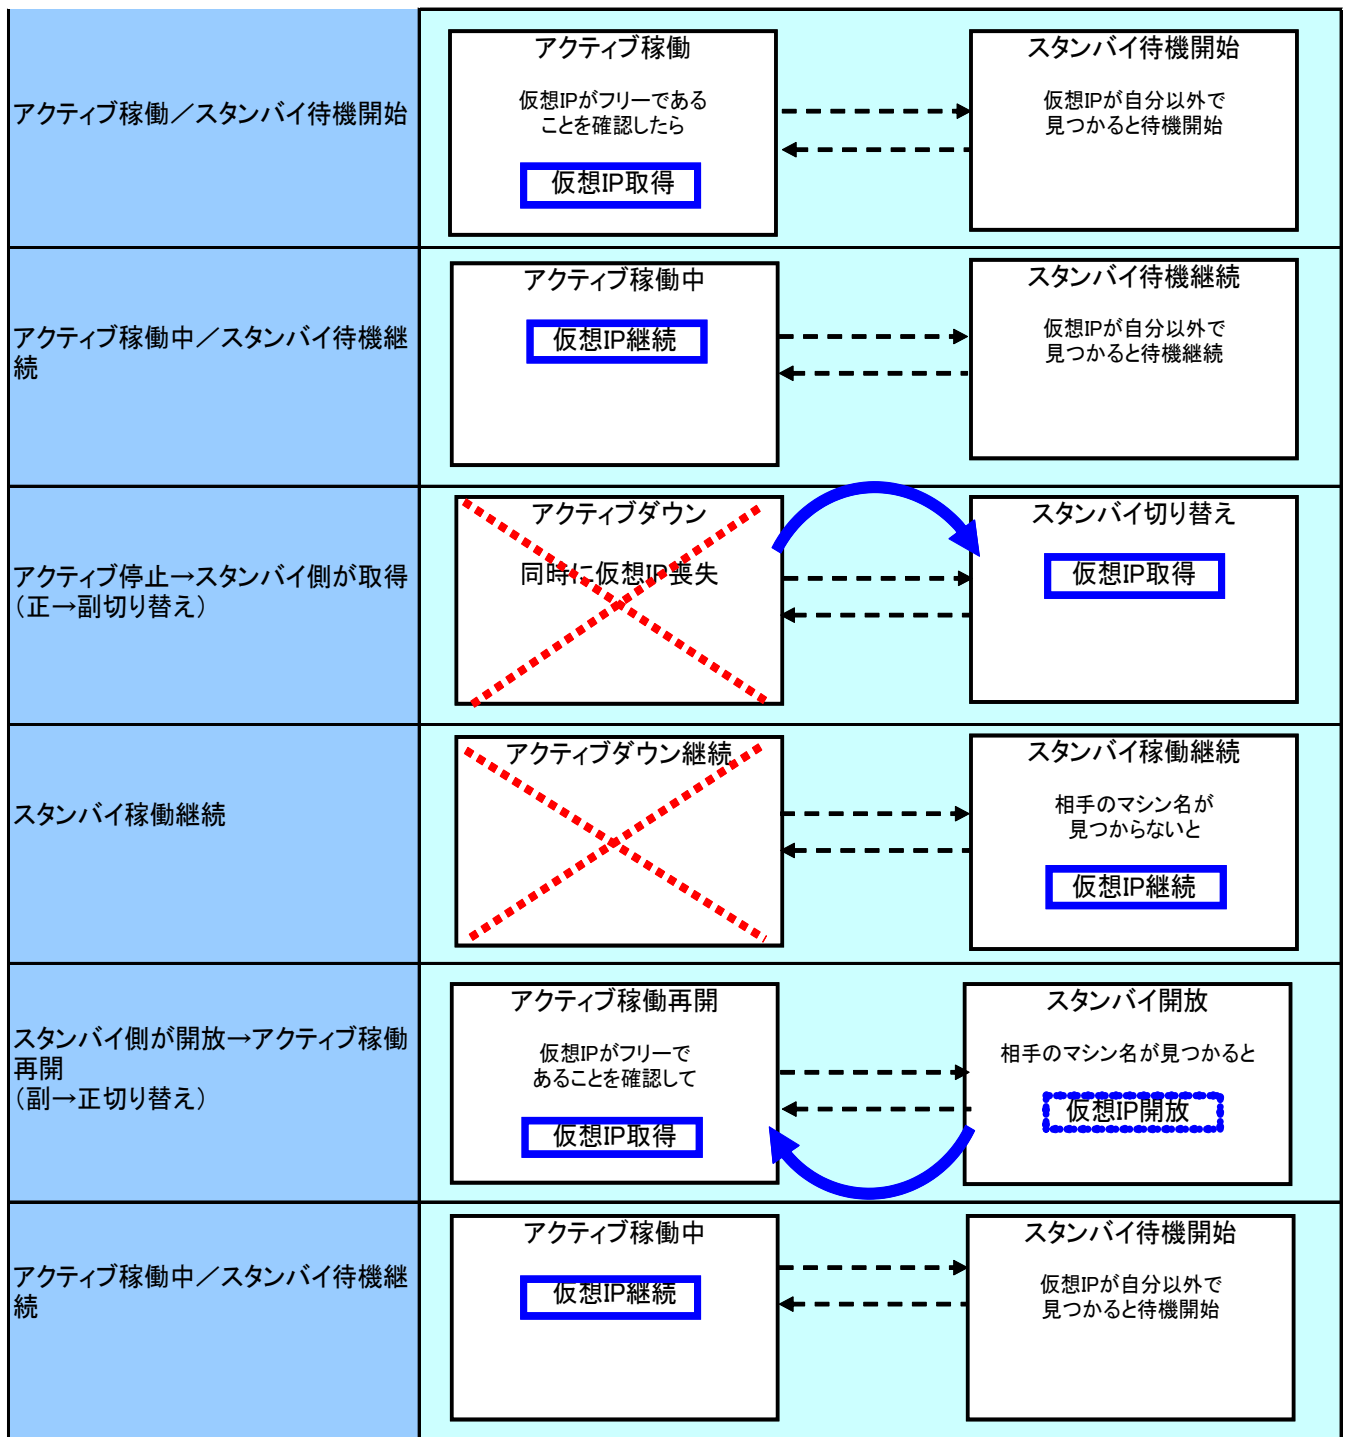 アクティブ稼働／スタンバイ待機開始
アクティブ稼働
仮想IPがフリーである
ことを確認したら
仮想IP取得
スタンバイ待機開始
仮想IPが自分以外で
見つかると待機開始
アクティブ稼働中／スタンバイ待機継
続
アクティブ稼働中
仮想IP継続
スタンバイ待機継続
仮想IPが自分以外で
見つかると待機継続
アクティブ停止→スタンバイ側が取得
（正→副切り替え）
アクティブダウン
同時に仮想IP喪失
スタンバイ切り替え
仮想IP取得
スタンバイ稼働継続
アクティブダウン継続
スタンバイ稼働継続
相手のマシン名が
見つからないと
仮想IP継続
スタンバイ側が開放→アクティブ稼働
再開
（副→正切り替え）
アクティブ稼働再開
仮想IPがフリーで
あることを確認して
仮想IP取得
スタンバイ開放
相手のマシン名が見つかると
仮想IP開放
アクティブ稼働中／スタンバイ待機継
続
アクティブ稼働中
仮想IP継続
スタンバイ待機開始
仮想IPが自分以外で
見つかると待機開始